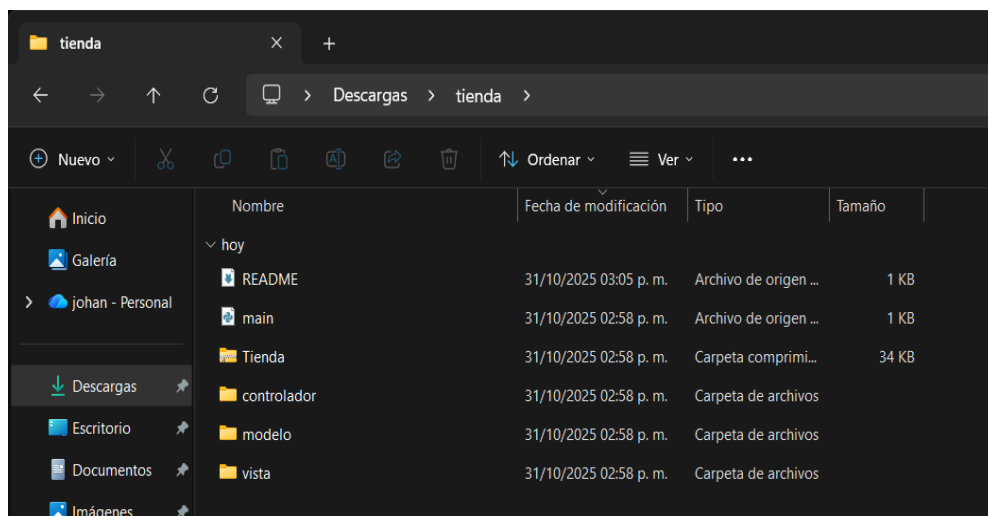 tienda
Descargas > tienda >
Nuevo Ordenar Ver
Nombre Fecha de modificación Tipo Tamaño
Inicio
hoy
Galería
README 31/10/2025 03:05 p. m. Archivo de origen ... 1 KB
johan - Personal
main 31/10/2025 02:58 p. m. Archivo de origen ... 1 KB
Tienda 31/10/2025 02:58 p. m. Carpeta comprimi... 34 KB
Descargas
controlador 31/10/2025 02:58 p. m. Carpeta de archivos
Escritorio
modelo 31/10/2025 02:58 p. m. Carpeta de archivos
Documentos
vista 31/10/2025 02:58 p. m. Carpeta de archivos
Imágenes